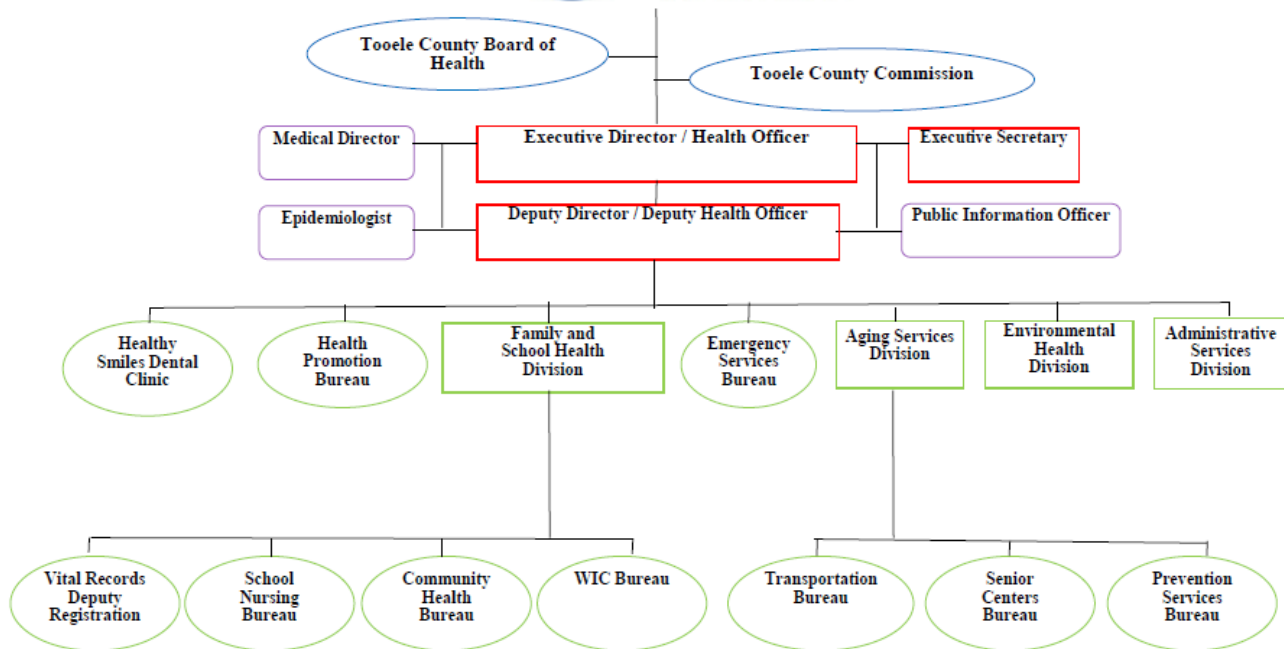 Tooele County Board of
Health
Tooele County Commission
Medical Director
Executive Director / Health Officer
Executive Secretary
Epidemiologist
Deputy Director / Deputy Health Officer
Public Information Officer
Healthy
Smiles Dental
Clinic
Health
Promotion
Bureau
Family and
School Health
Division
Emergency
Services
Bureau
Aging Services
Division
Environmental
Health
Division
Administrative
Services
Division
Vital Records
Deputy
Registration
School
Nursing
Bureau
Community
Health
Bureau
WIC Bureau
Transportation
Bureau
Senior
Centers
Bureau
Prevention
Services
Bureau